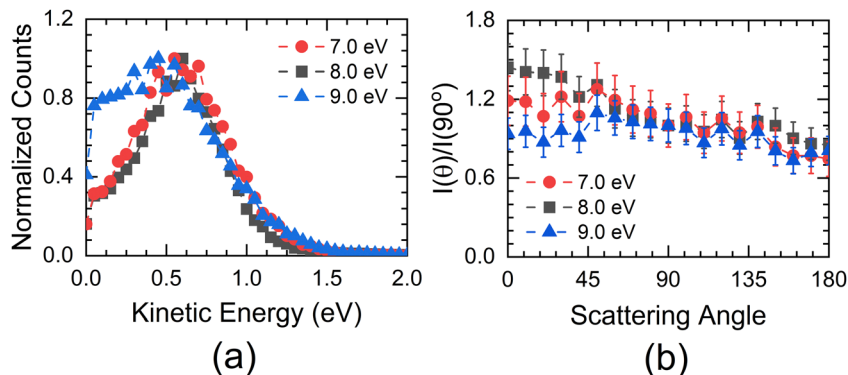 Normalized Counts
1.2
0.8
0.4
0.0
0.0 0.5 1.0 1.5 2.0
Kinetic Energy (eV)
7.0 eV
8.0 eV
9.0 eV
(a)
I(θ)/I(90°)
1.8
1.2
0.6
0.0
0 45 90 135 180
Scattering Angle
7.0 eV
8.0 eV
9.0 eV
(b)